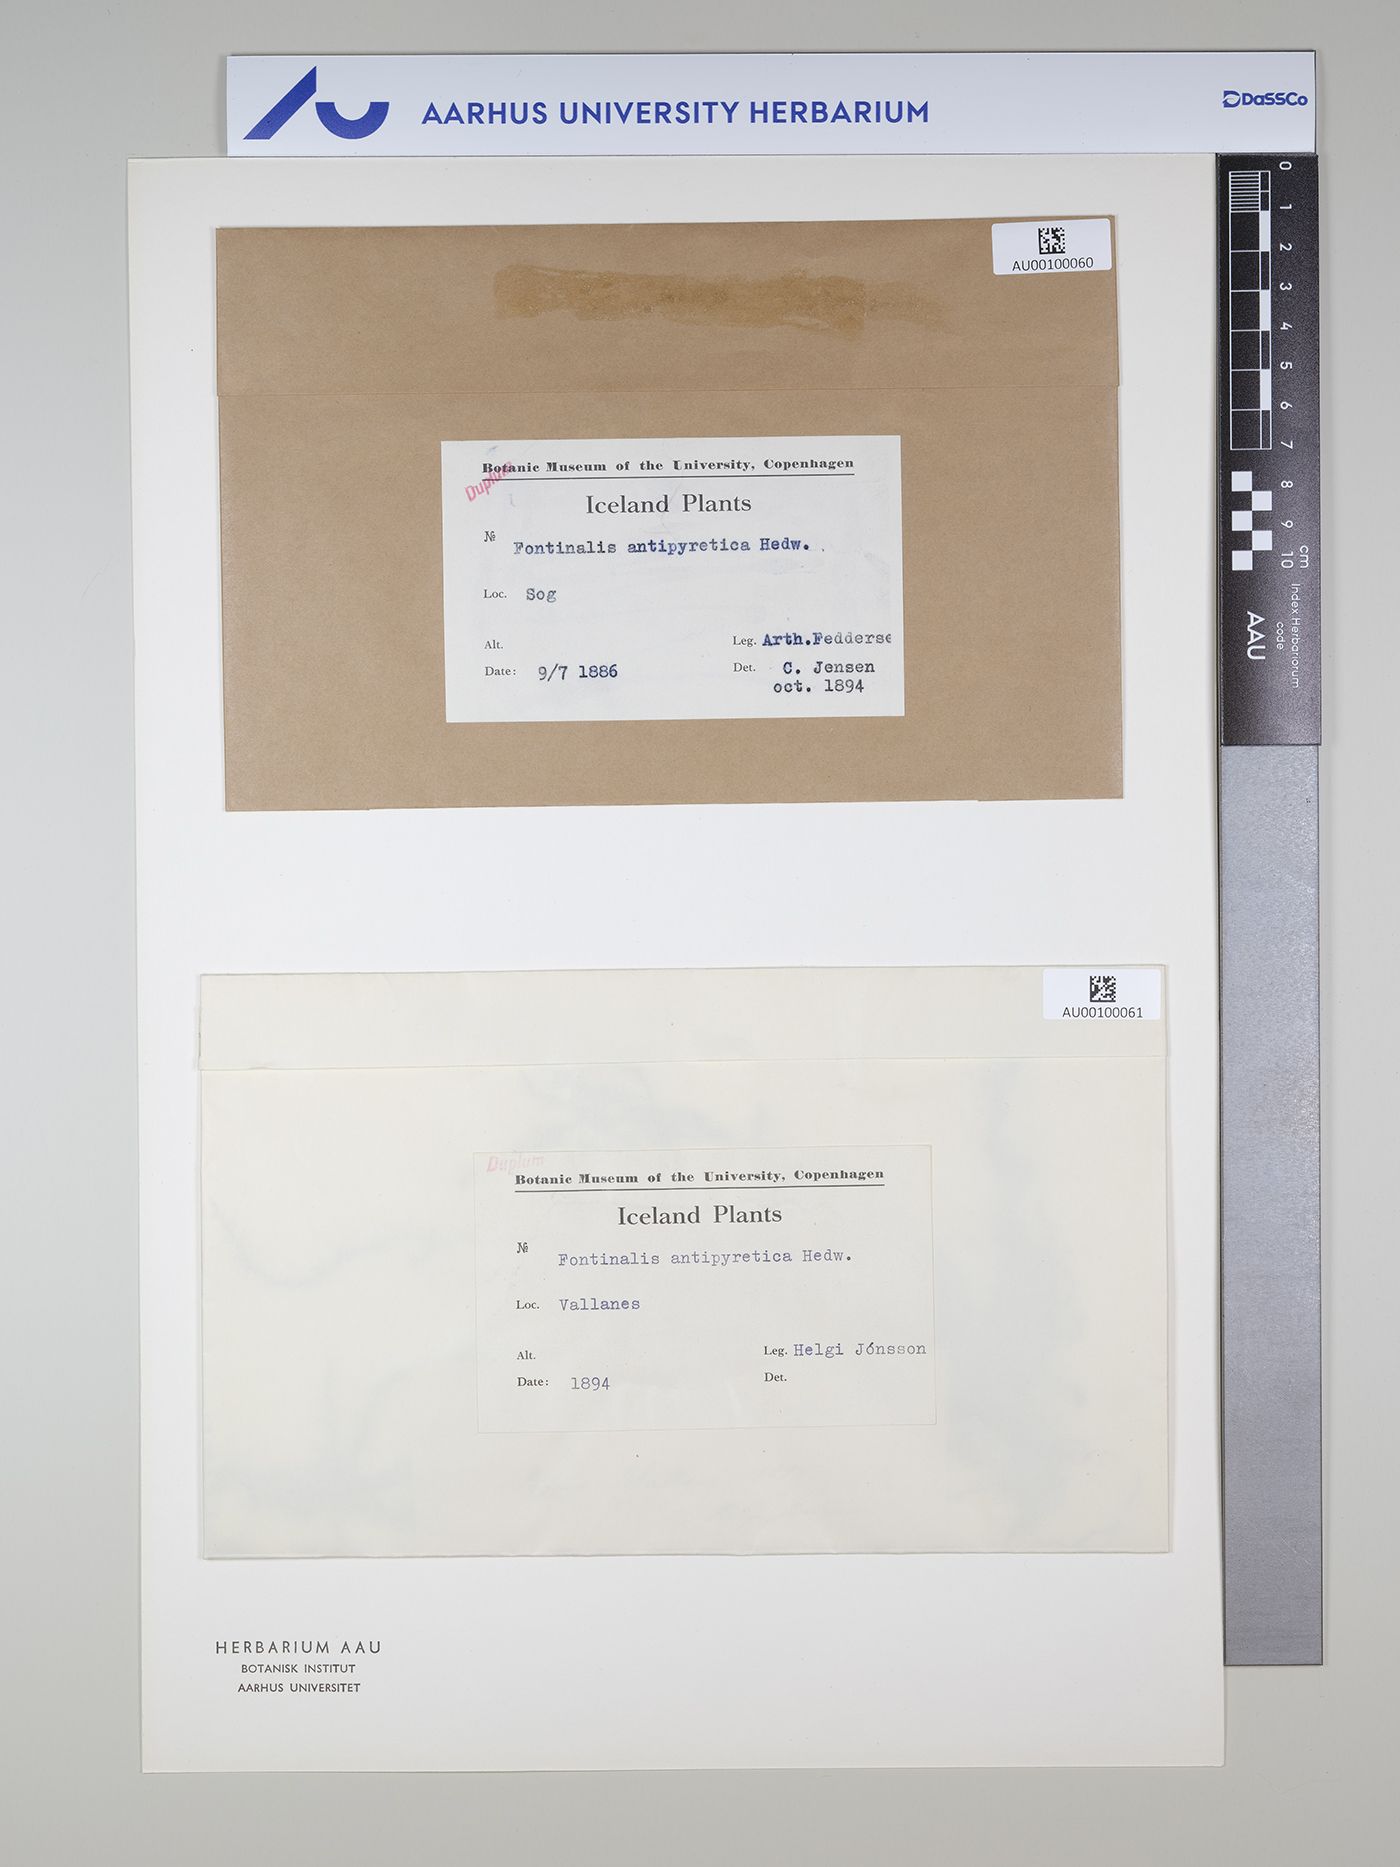 AARHUS UNIVERSITY HERBARIUM
DaSSCo
0 1 2 3 4 5 6 7 8 9 10 cm
Index Herbariorum code
AAU
AU00100060
Duplum
Botanic Museum of the University, Copenhagen
Iceland Plants
№ Fontinalis antipyretica Hedw.
Loc. Sog
Alt.
Leg. Arth.Dedderse
Date: 9/7 1886
Det. C. Jensen
oct. 1894
AU00100061
Duplum
Botanic Museum of the University, Copenhagen
Iceland Plants
№ Fontinalis antipyretica Hedw.
Loc. Vallanes
Alt.
Leg. Helgi Jónsson
Date: 1894
Det.
HERBARIUM AAU
BOTANISK INSTITUT
AARHUS UNIVERSITET